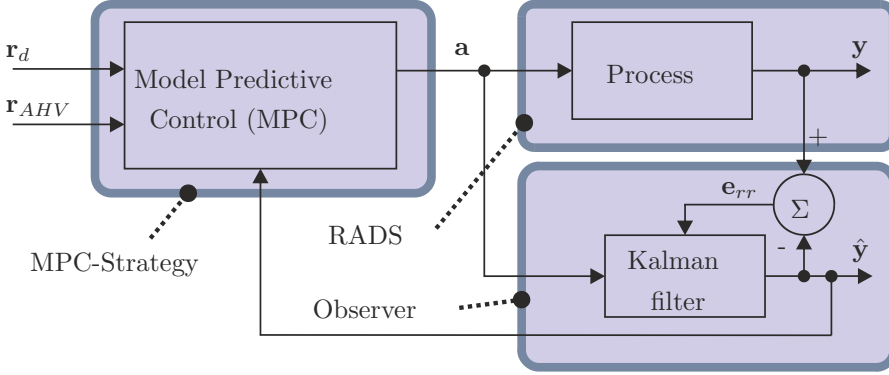 r_d
r_AHV
Model Predictive
Control (MPC)
a
Process
y
+
MPC-Strategy
RADS
Observer
e_rr
Σ
-
Kalman
filter
ŷ